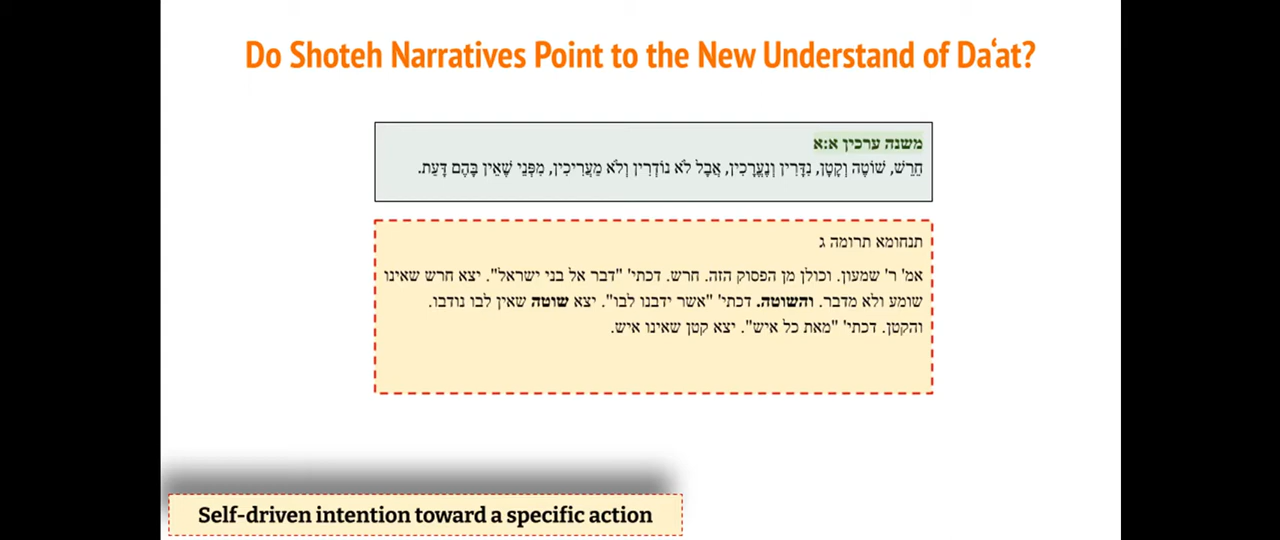 Do Shoteh Narratives Point to the New Understand of Daʿat?
משנה ערכין א:א
חֵרֵשׁ, שׁוֹטֶה וְקָטָן, נִדָּרִין וְנֶעֱרָכִין, אֲבָל לֹא נוֹדְרִין וְלֹא מַעֲרִיכִין, מִפְּנֵי שֶׁאֵין בָּהֶם דָּעַת.
תנחומא תרומה ג
אמ' ר' שמעון. וכולן מן הפסוק הזה. חרש. דכתי' "דבר אל בני ישראל". יצא חרש שאינו
שומע ולא מדבר. והשוטה. דכתי' "אשר ידבנו לבו". יצא שוטה שאין לבו נודבו.
והקטן. דכתי' "מאת כל איש". יצא קטן שאינו איש.
Self-driven intention toward a specific action